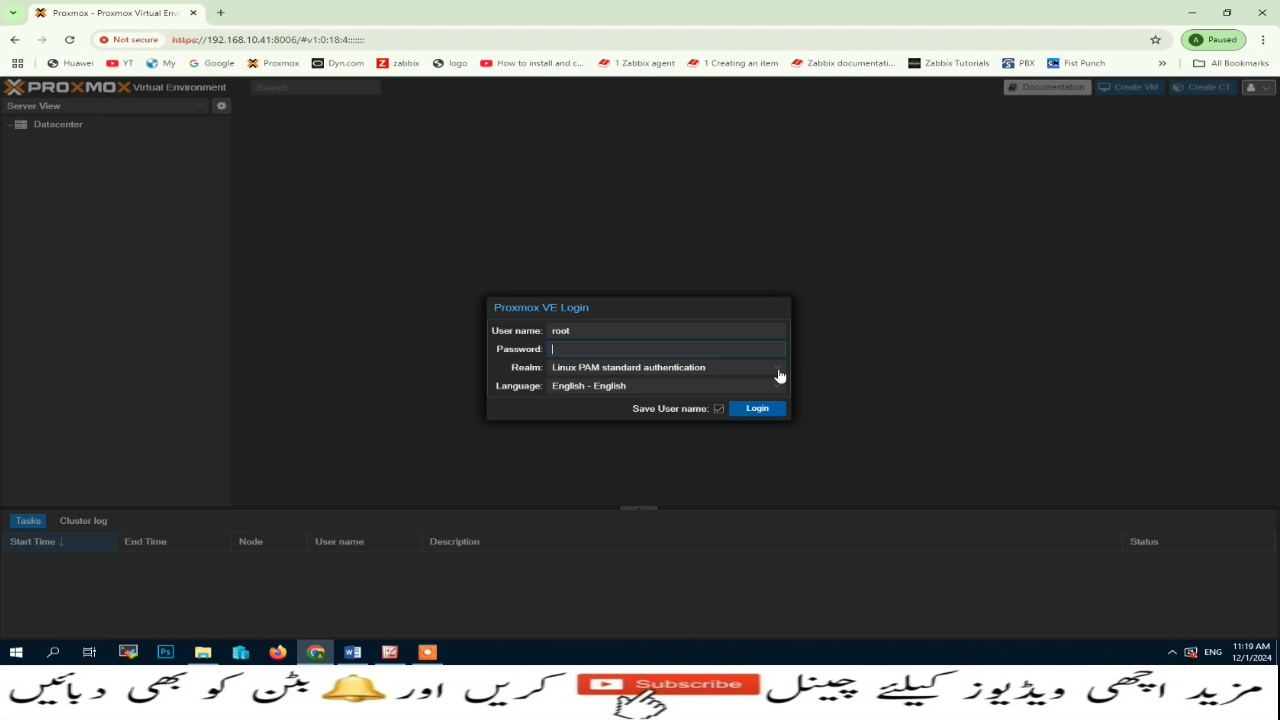 Proxmox - Proxmox Virtual Envi
Not secure https://192.168.10.41:8006/#v1:0:18:4:::::::
Paused
Huawei YT My Google Proxmox Dyn.com zabbix logo How to install and c... 1 Zabbix agent 1 Creating an item Zabbix documentati... Zabbix Tutorials PBX Fist Punch » All Bookmarks
PROXMOX Virtual Environment Search Documentation Create VM Create CT
Server View
Datacenter
Proxmox VE Login
User name: root
Password:
Realm: Linux PAM standard authentication
Language: English - English
Save User name: Login
Tasks Cluster log
Start Time ↓ End Time Node User name Description Status
ENG 11:19 AM
12/1/2024
مزید اچھی ویڈیوز کیلئے چینل Subscribe کریں اور بٹن کو بھی دبائیں